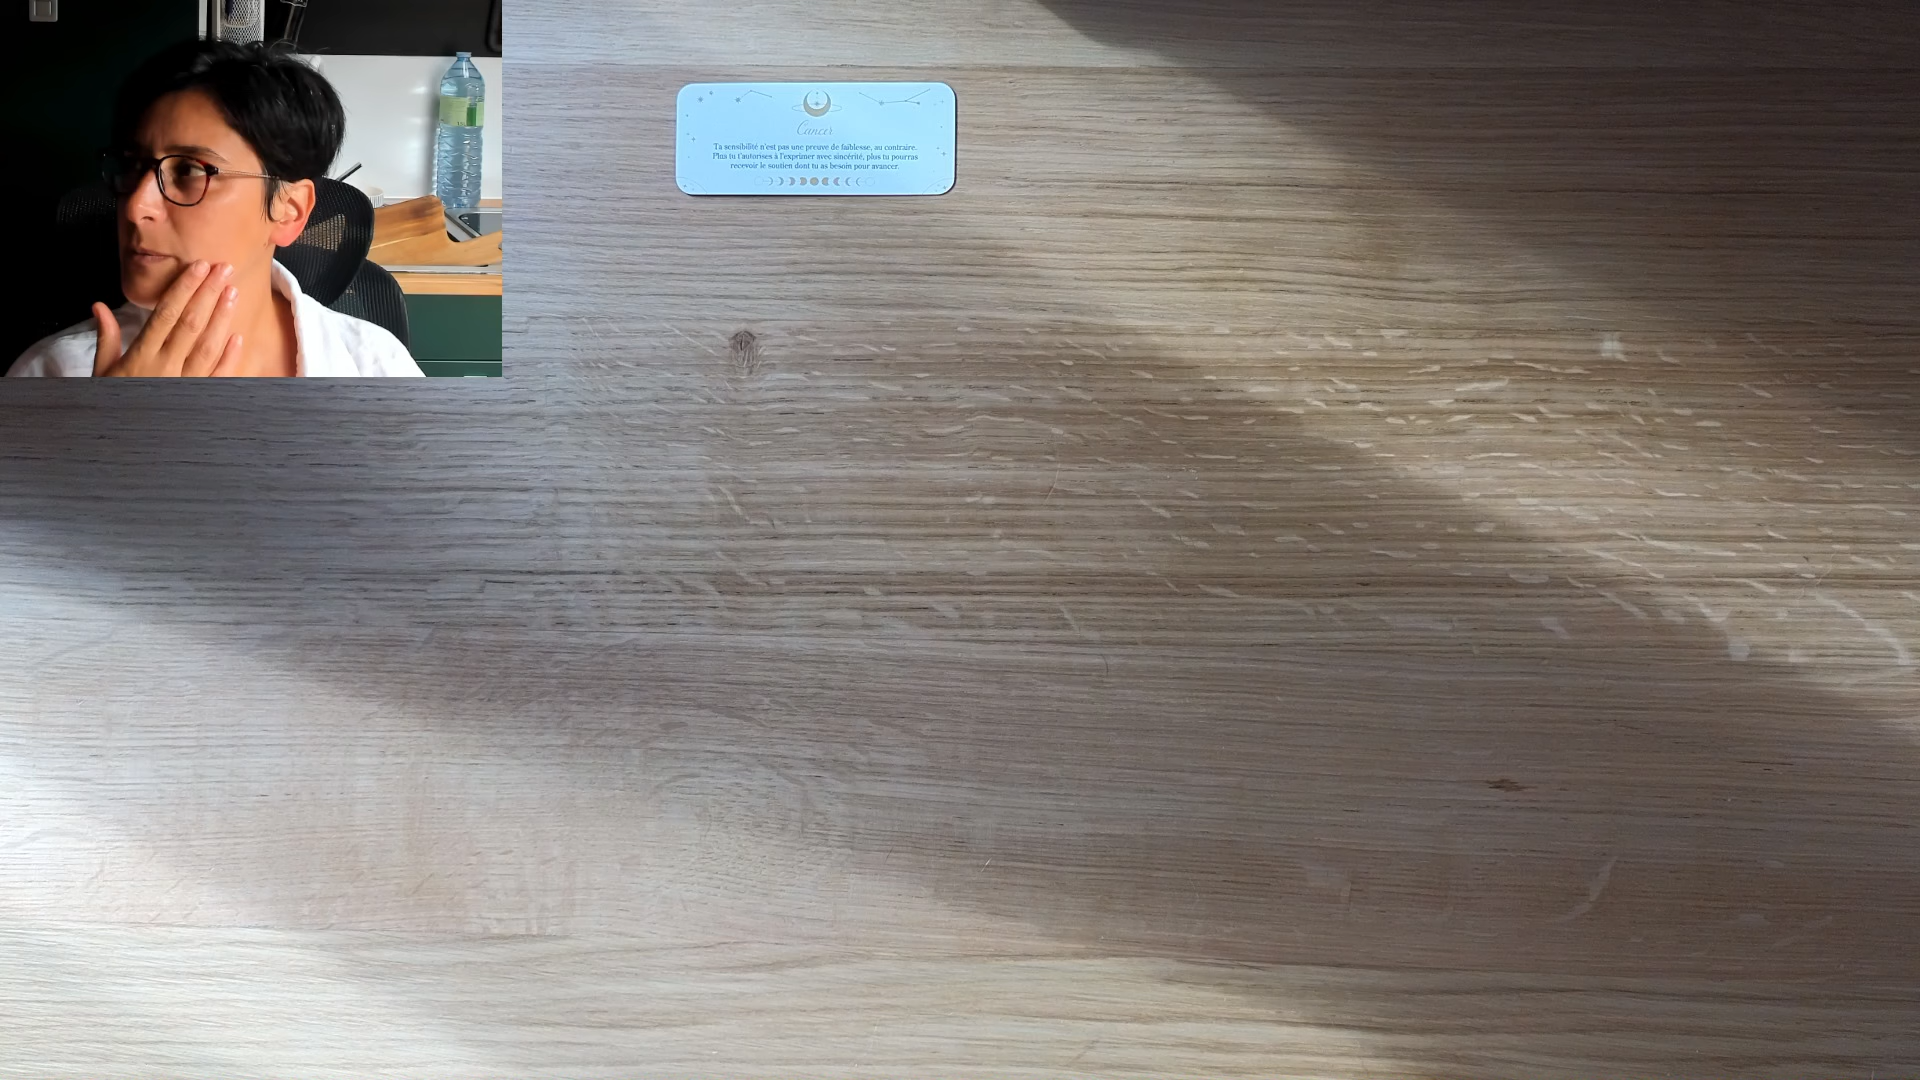 Cancer
Ta sensibilité n'est pas une preuve de faiblesse, au contraire.
Plus tu t'autorises à l'exprimer avec sincérité, plus tu pourras
recevoir le soutien dont tu as besoin pour avancer.